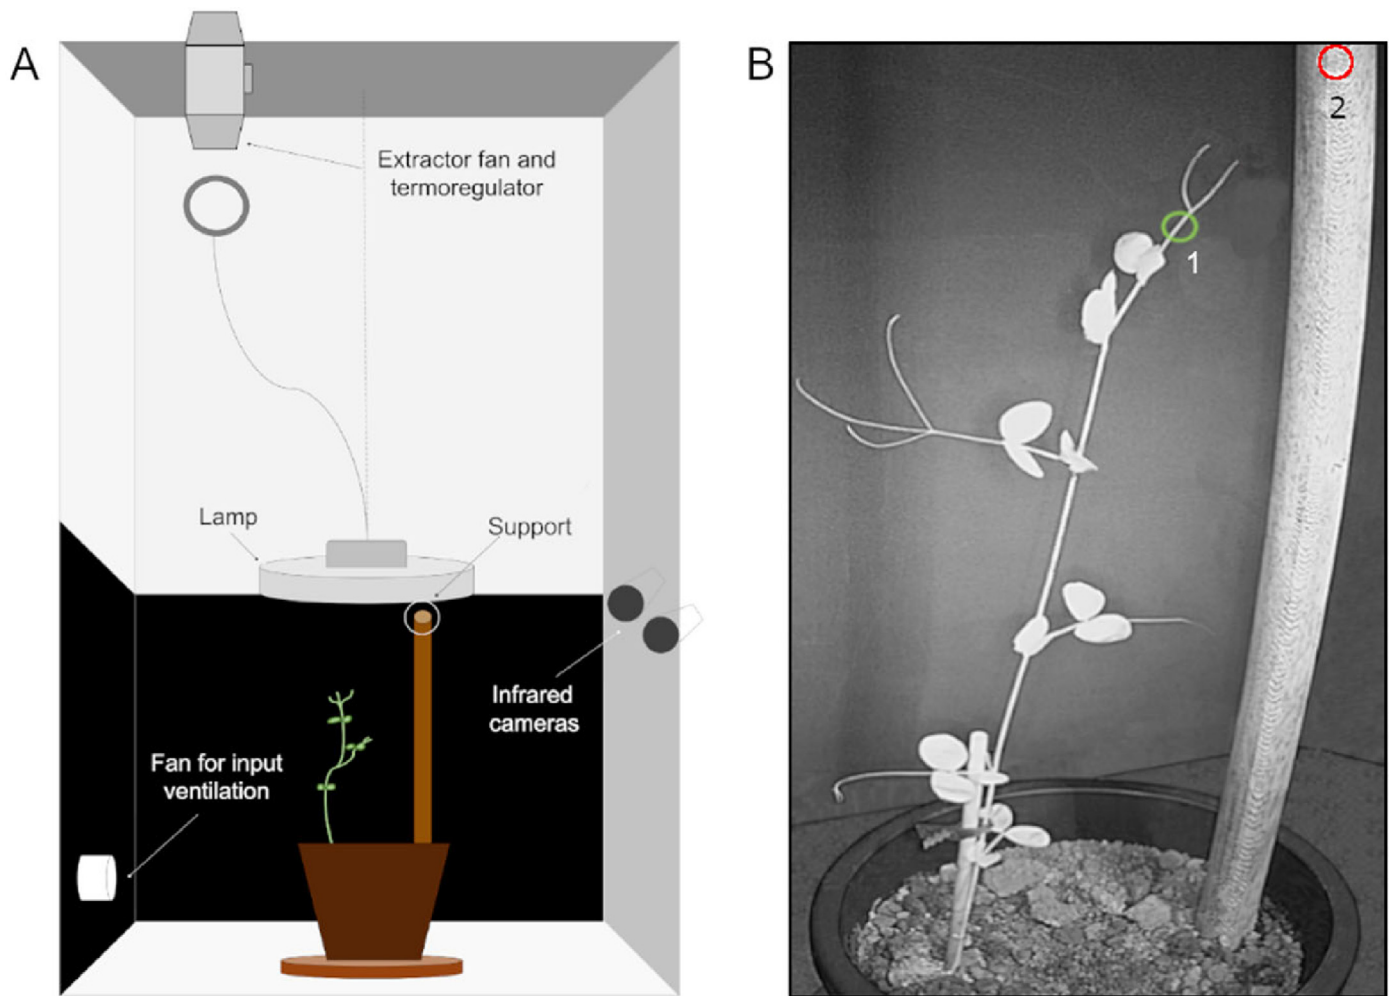 A
Extractor fan and
termoregulator
Lamp
Support
Infrared
cameras
Fan for input
ventilation
B
2
1